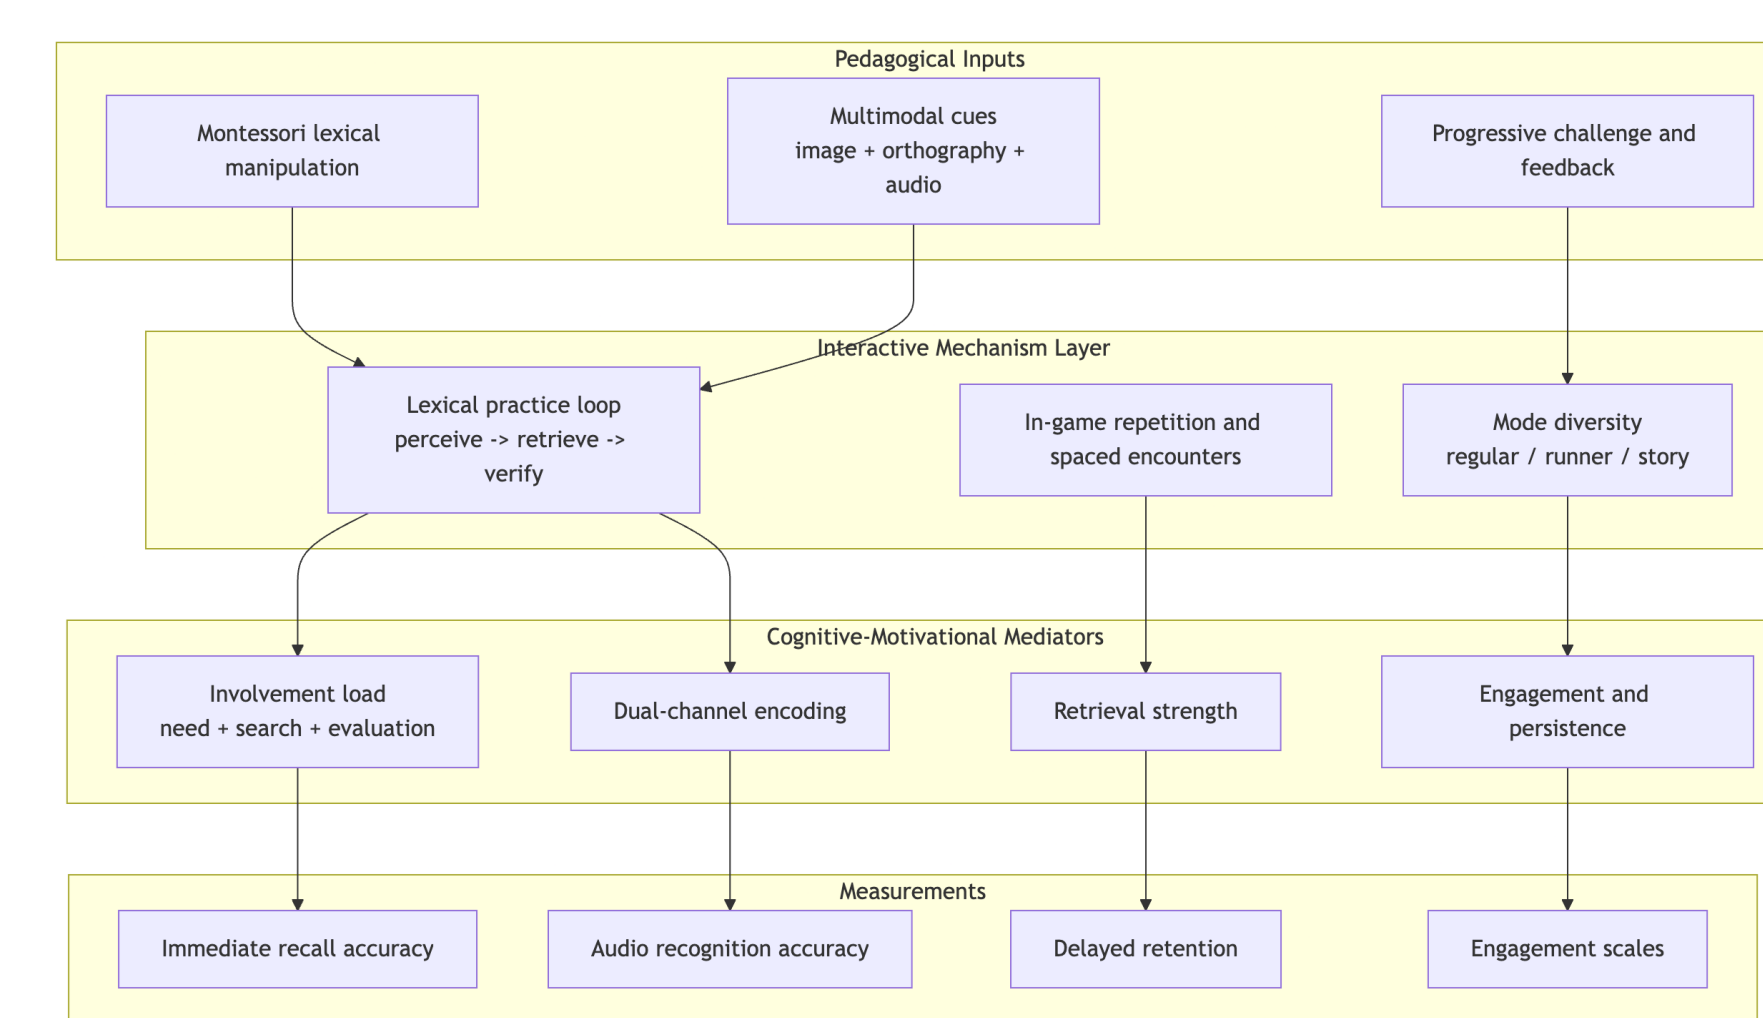 Pedagogical Inputs
Montessori lexical
manipulation
Multimodal cues
image + orthography +
audio
Progressive challenge and
feedback
Interactive Mechanism Layer
Lexical practice loop
perceive -> retrieve ->
verify
In-game repetition and
spaced encounters
Mode diversity
regular / runner / story
Cognitive-Motivational Mediators
Involvement load
need + search + evaluation
Dual-channel encoding
Retrieval strength
Engagement and
persistence
Measurements
Immediate recall accuracy
Audio recognition accuracy
Delayed retention
Engagement scales